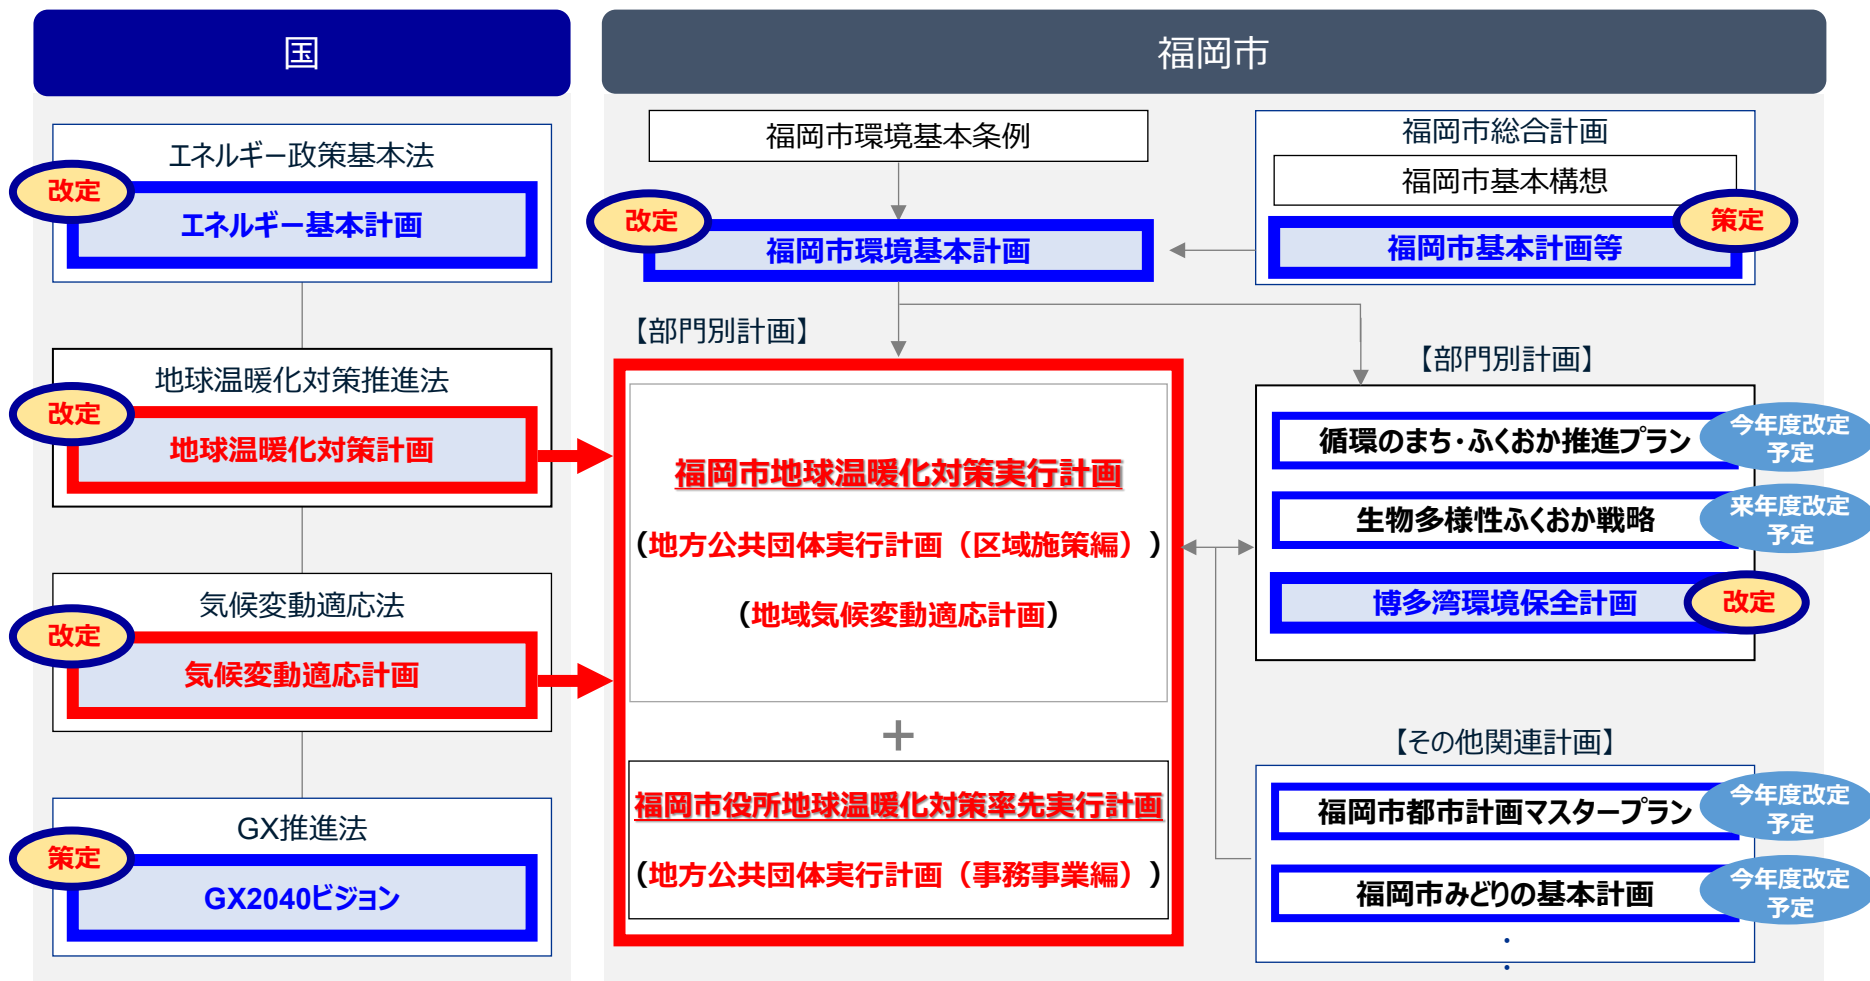 国
エネルギー政策基本法
改定
エネルギー基本計画
地球温暖化対策推進法
改定
地球温暖化対策計画
気候変動適応法
改定
気候変動適応計画
GX推進法
策定
GX2040ビジョン
福岡市
福岡市環境基本条例
改定
福岡市環境基本計画
福岡市総合計画
福岡市基本構想
策定
福岡市基本計画等
【部門別計画】
福岡市地球温暖化対策実行計画
（地方公共団体実行計画（区域施策編））
（地域気候変動適応計画）
＋
福岡市役所地球温暖化対策率先実行計画
（地方公共団体実行計画（事務事業編））
【部門別計画】
循環のまち・ふくおか推進プラン
今年度改定
予定
生物多様性ふくおか戦略
来年度改定
予定
博多湾環境保全計画
改定
【その他関連計画】
福岡市都市計画マスタープラン
今年度改定
予定
福岡市みどりの基本計画
今年度改定
予定
・
・